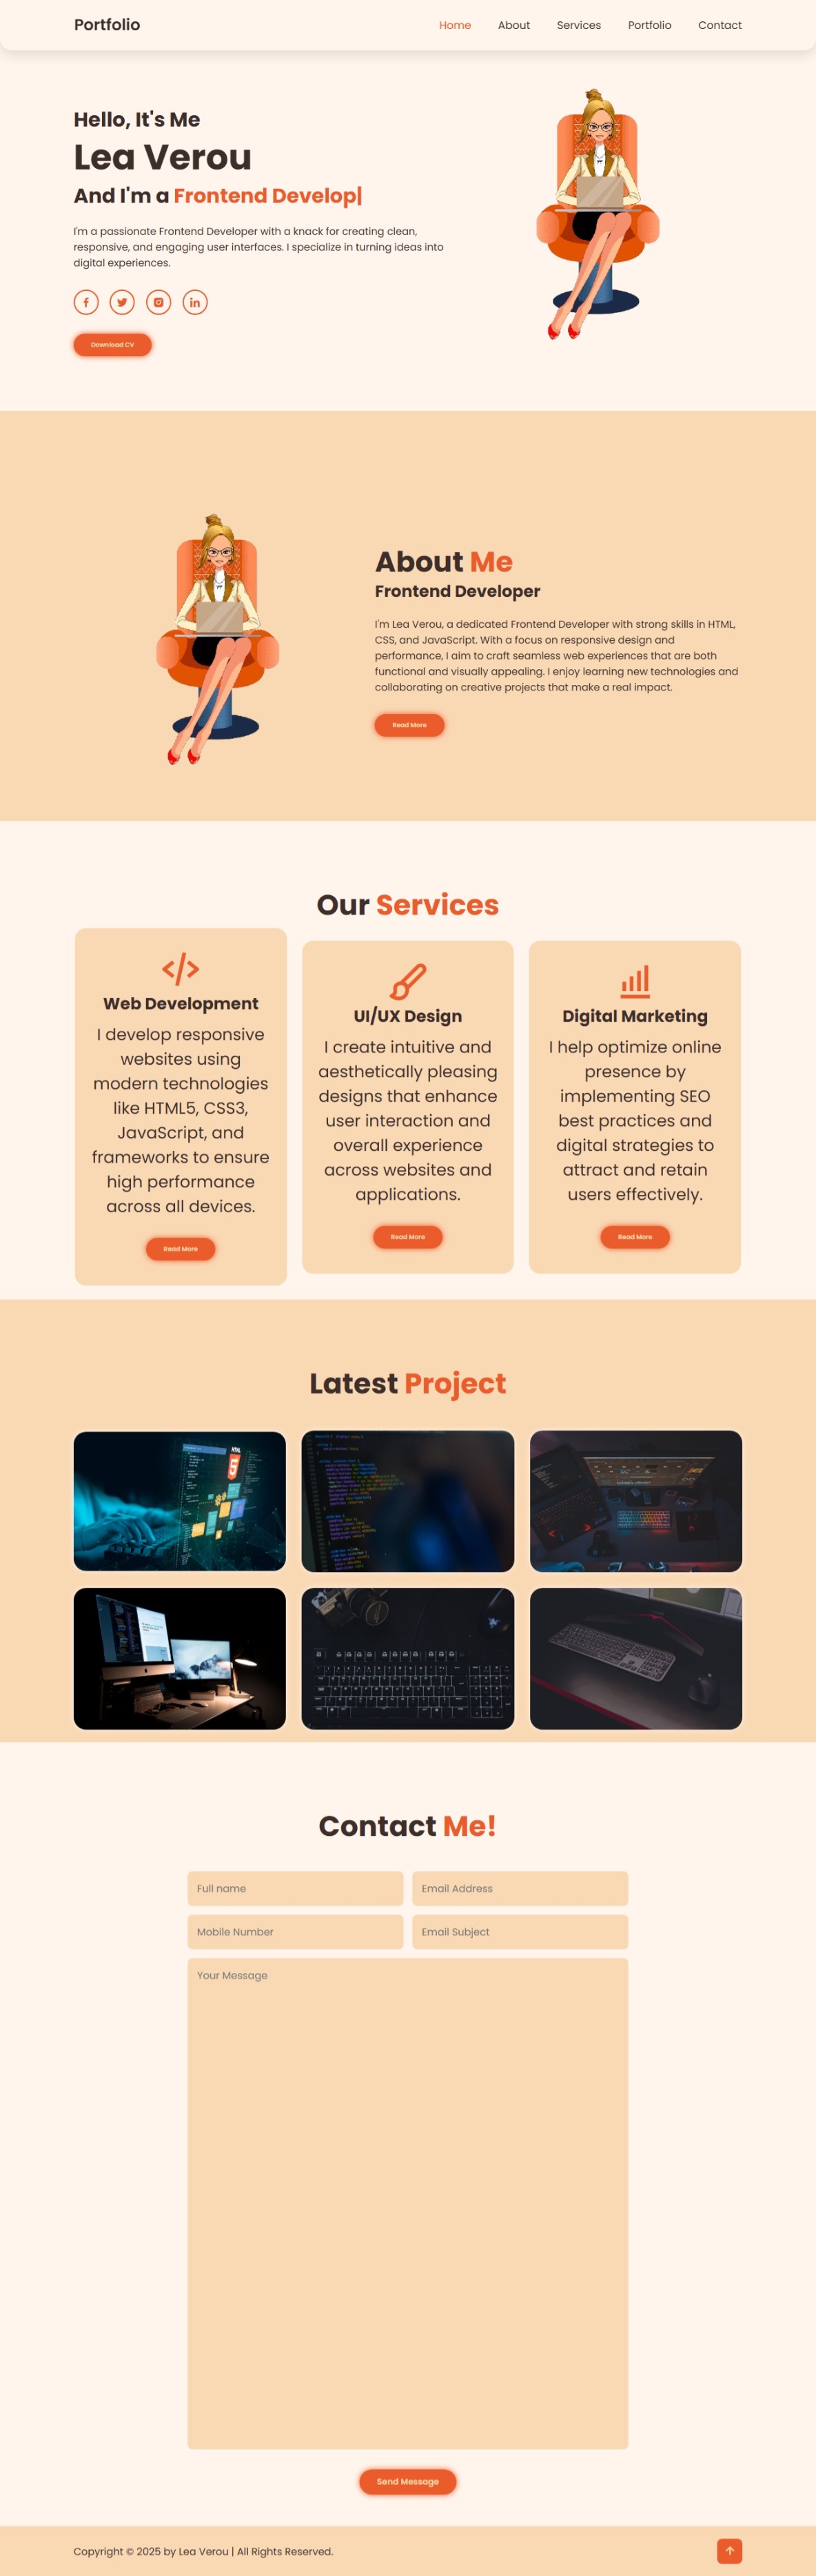 Portfolio
Home About Services Portfolio Contact
Hello, It's Me
Lea Verou
And I'm a Frontend Develop|
I'm a passionate Frontend Developer with a knack for creating clean,
responsive, and engaging user interfaces. I specialize in turning ideas into
digital experiences.
Download CV
About Me
Frontend Developer
I'm Lea Verou, a dedicated Frontend Developer with strong skills in HTML,
CSS, and JavaScript. With a focus on responsive design and
performance, I aim to craft seamless web experiences that are both
functional and visually appealing. I enjoy learning new technologies and
collaborating on creative projects that make a real impact.
Read More
Our Services
Web Development
I develop responsive
websites using
modern technologies
like HTML5, CSS3,
JavaScript, and
frameworks to ensure
high performance
across all devices.
Read More
UI/UX Design
I create intuitive and
aesthetically pleasing
designs that enhance
user interaction and
overall experience
across websites and
applications.
Read More
Digital Marketing
I help optimize online
presence by
implementing SEO
best practices and
digital strategies to
attract and retain
users effectively.
Read More
Latest Project
HTML
5
Contact Me!
Full name
Email Address
Mobile Number
Email Subject
Your Message
Send Message
Copyright © 2025 by Lea Verou | All Rights Reserved.